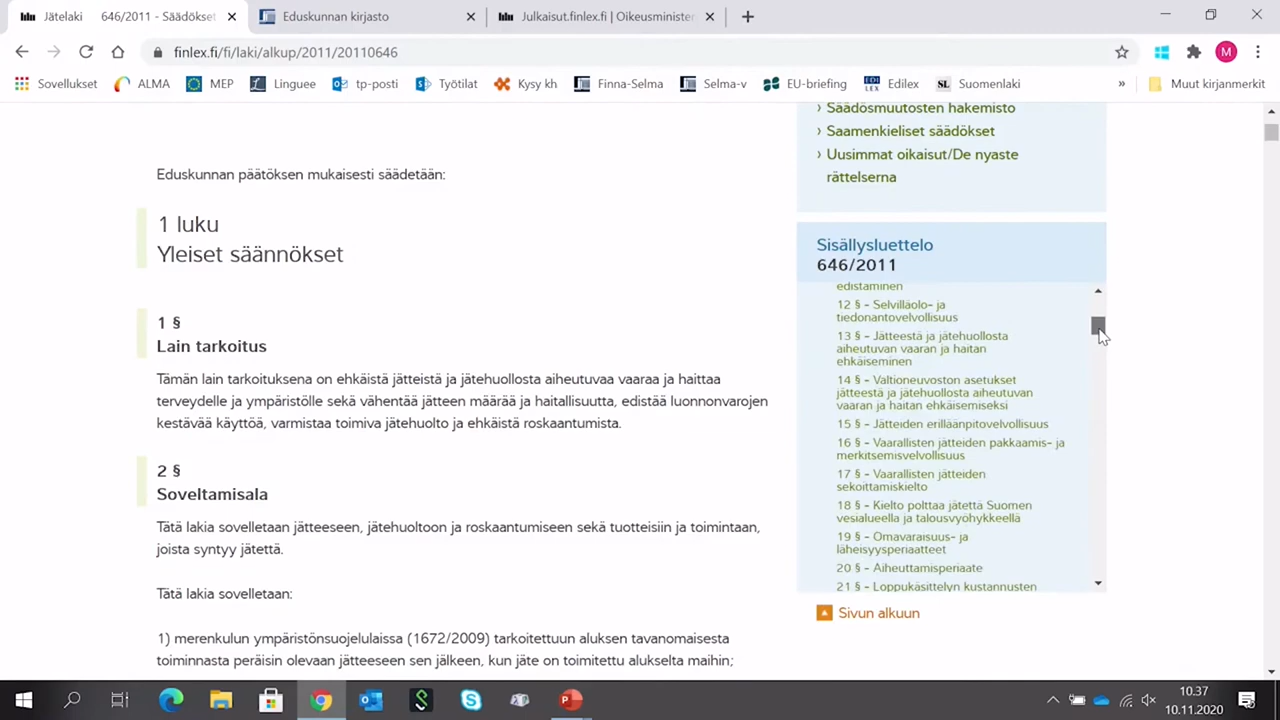 Jätelaki 646/2011 - Säädökset
Eduskunnan kirjasto
Julkaisut.finlex.fi | Oikeusminister
finlex.fi/fi/laki/alkup/2011/20110646
M
Sovellukset
ALMA
MEP
Linguee
tp-posti
Työtilat
Kysy kh
Finna-Selma
Selma-v
EU-briefing
EDI LEX
Edilex
SL
Suomenlaki
»
Muut kirjanmerkit
› Säädösmuutosten hakemisto
› Saamenkieliset säädökset
› Uusimmat oikaisut/De nyaste
rättelserna
Eduskunnan päätöksen mukaisesti säädetään:
1 luku
Yleiset säännökset
1 §
Lain tarkoitus
Tämän lain tarkoituksena on ehkäistä jätteistä ja jätehuollosta aiheutuvaa vaaraa ja haittaa
terveydelle ja ympäristölle sekä vähentää jätteen määrää ja haitallisuutta, edistää luonnonvarojen
kestävää käyttöä, varmistaa toimiva jätehuolto ja ehkäistä roskaantumista.
2 §
Soveltamisala
Tätä lakia sovelletaan jätteeseen, jätehuoltoon ja roskaantumiseen sekä tuotteisiin ja toimintaan,
joista syntyy jätettä.
Tätä lakia sovelletaan:
1) merenkulun ympäristönsuojelulaissa (1672/2009) tarkoitettuun aluksen tavanomaisesta
toiminnasta peräisin olevaan jätteeseen sen jälkeen, kun jäte on toimitettu alukselta maihin;
Sisällysluettelo
646/2011
edistäminen
12 § - Selvilläolo- ja
tiedonantovelvollisuus
13 § - Jätteestä ja jätehuollosta
aiheutuvan vaaran ja haitan
ehkäiseminen
14 § - Valtioneuvoston asetukset
jätteestä ja jätehuollosta aiheutuvan
vaaran ja haitan ehkäisemiseksi
15 § - Jätteiden erilläänpitovelvollisuus
16 § - Vaarallisten jätteiden pakkaamis- ja
merkitsemisvelvollisuus
17 § - Vaarallisten jätteiden
sekoittamiskielto
18 § - Kielto polttaa jätettä Suomen
vesialueella ja talousvyöhykkeellä
19 § - Omavaraisuus- ja
läheisyysperiaatteet
20 § - Aiheuttamisperiaate
21 § - Loppukäsittelyn kustannusten
Sivun alkuun
10.37
10.11.2020